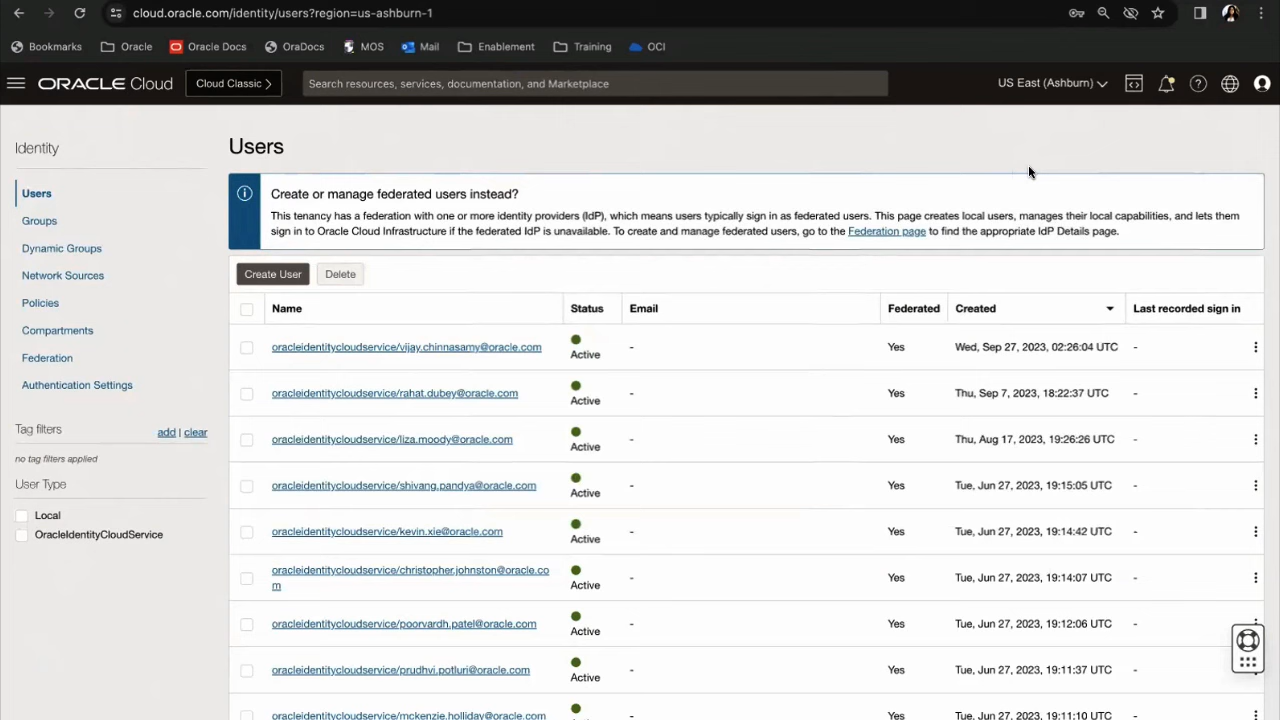 cloud.oracle.com/identity/users?region=us-ashburn-1
Bookmarks Oracle Oracle Docs OraDocs MOS Mail Enablement Training OCI
ORACLE Cloud Cloud Classic Search resources, services, documentation, and Marketplace US East (Ashburn)
Identity
Users
Groups
Dynamic Groups
Network Sources
Policies
Compartments
Federation
Authentication Settings
Tag filters add | clear
no tag filters applied
User Type
Local
OracleIdentityCloudService
Users
Create or manage federated users instead?
This tenancy has a federation with one or more identity providers (IdP), which means users typically sign in as federated users. This page creates local users, manages their local capabilities, and lets them
sign in to Oracle Cloud Infrastructure if the federated IdP is unavailable. To create and manage federated users, go to the Federation page to find the appropriate IdP Details page.
Create User Delete
Name Status Email Federated Created Last recorded sign in
oracleidentitycloudservice/vijay.chinnasamy@oracle.com Active - Yes Wed, Sep 27, 2023, 02:26:04 UTC -
oracleidentitycloudservice/rahat.dubey@oracle.com Active - Yes Thu, Sep 7, 2023, 18:22:37 UTC -
oracleidentitycloudservice/liza.moody@oracle.com Active - Yes Thu, Aug 17, 2023, 19:26:26 UTC -
oracleidentitycloudservice/shivang.pandya@oracle.com Active - Yes Tue, Jun 27, 2023, 19:15:05 UTC -
oracleidentitycloudservice/kevin.xie@oracle.com Active - Yes Tue, Jun 27, 2023, 19:14:42 UTC -
oracleidentitycloudservice/christopher.johnston@oracle.co
m Active - Yes Tue, Jun 27, 2023, 19:14:07 UTC -
oracleidentitycloudservice/poorvardh.patel@oracle.com Active - Yes Tue, Jun 27, 2023, 19:12:06 UTC -
oracleidentitycloudservice/prudhvi.potluri@oracle.com Active - Yes Tue, Jun 27, 2023, 19:11:37 UTC -
oracleidentitycloudservice/mckenzie.holliday@oracle.com - Yes Tue, Jun 27, 2023, 19:11:10 UTC -